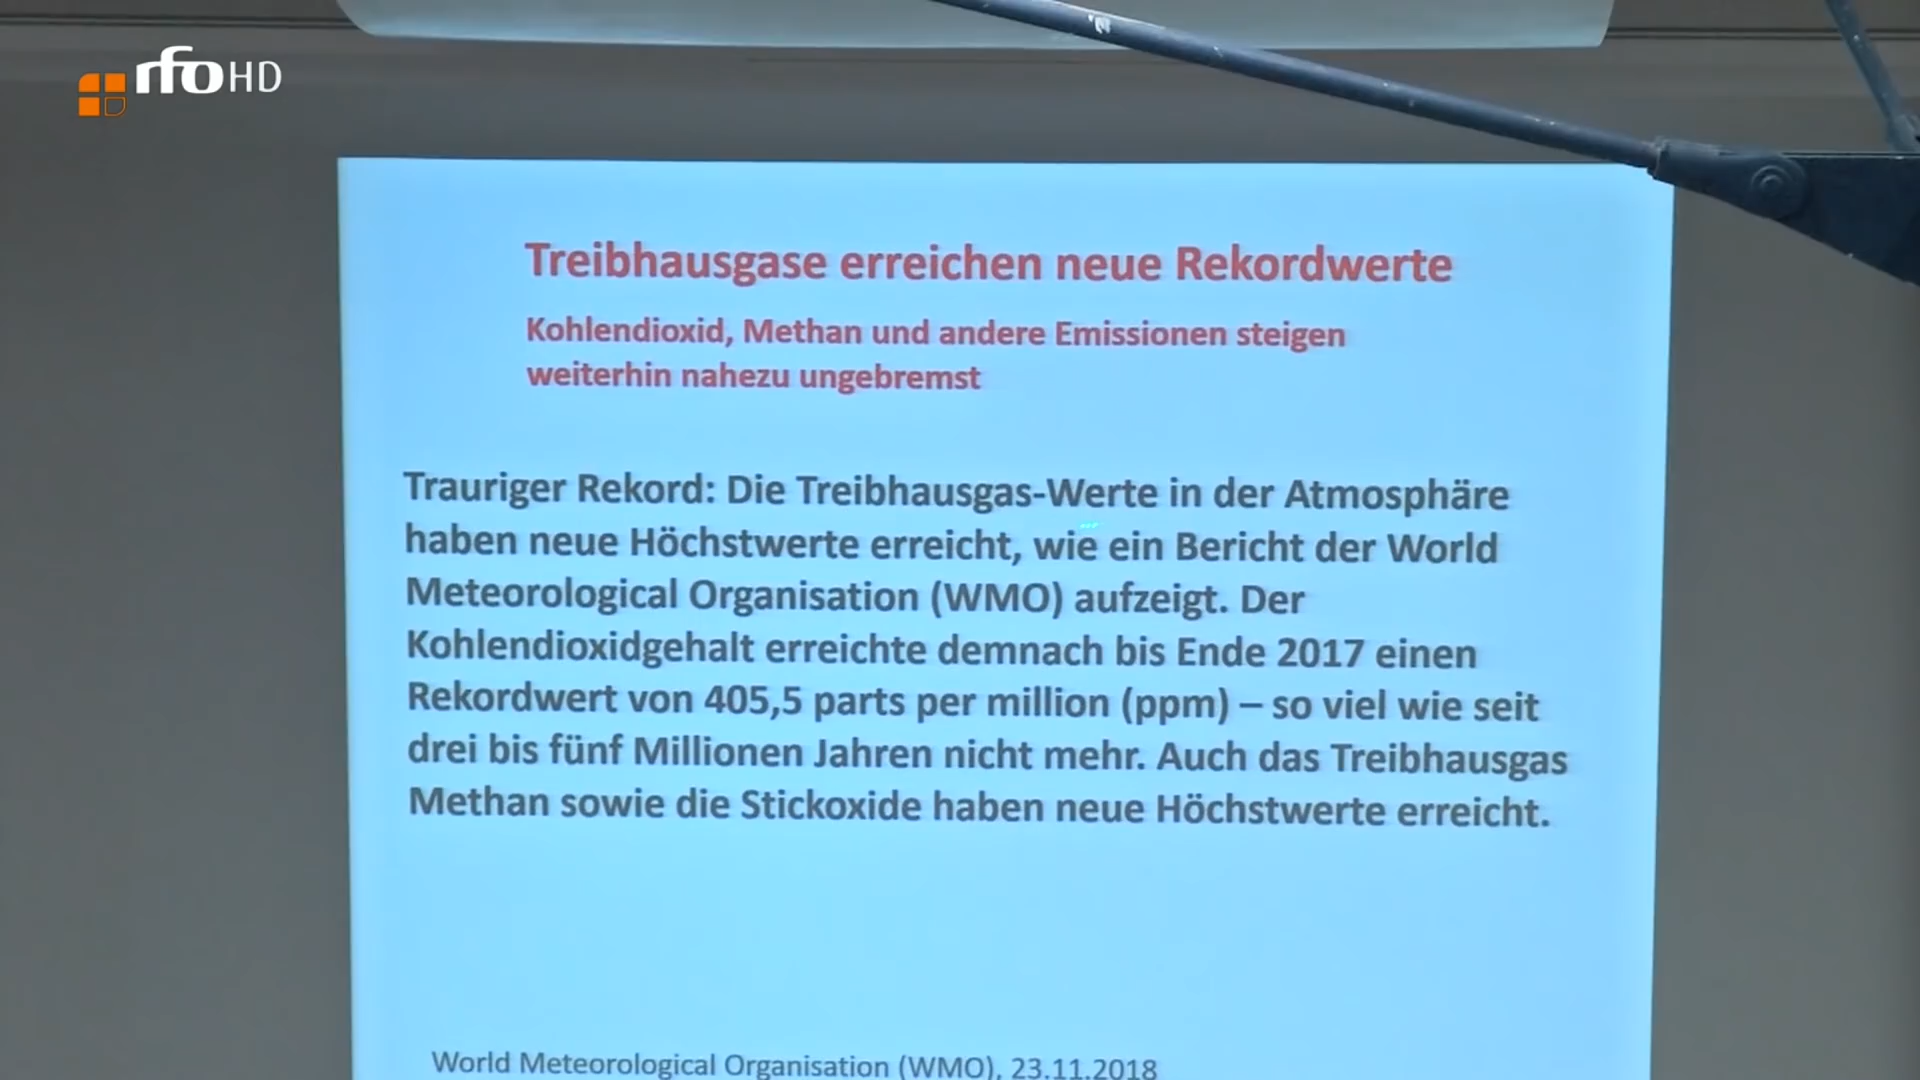 rfo HD
Treibhausgase erreichen neue Rekordwerte
Kohlendioxid, Methan und andere Emissionen steigen
weiterhin nahezu ungebremst
Trauriger Rekord: Die Treibhausgas-Werte in der Atmosphäre
haben neue Höchstwerte erreicht, wie ein Bericht der World
Meteorological Organisation (WMO) aufzeigt. Der
Kohlendioxidgehalt erreichte demnach bis Ende 2017 einen
Rekordwert von 405,5 parts per million (ppm) – so viel wie seit
drei bis fünf Millionen Jahren nicht mehr. Auch das Treibhausgas
Methan sowie die Stickoxide haben neue Höchstwerte erreicht.
World Meteorological Organisation (WMO), 23.11.2018